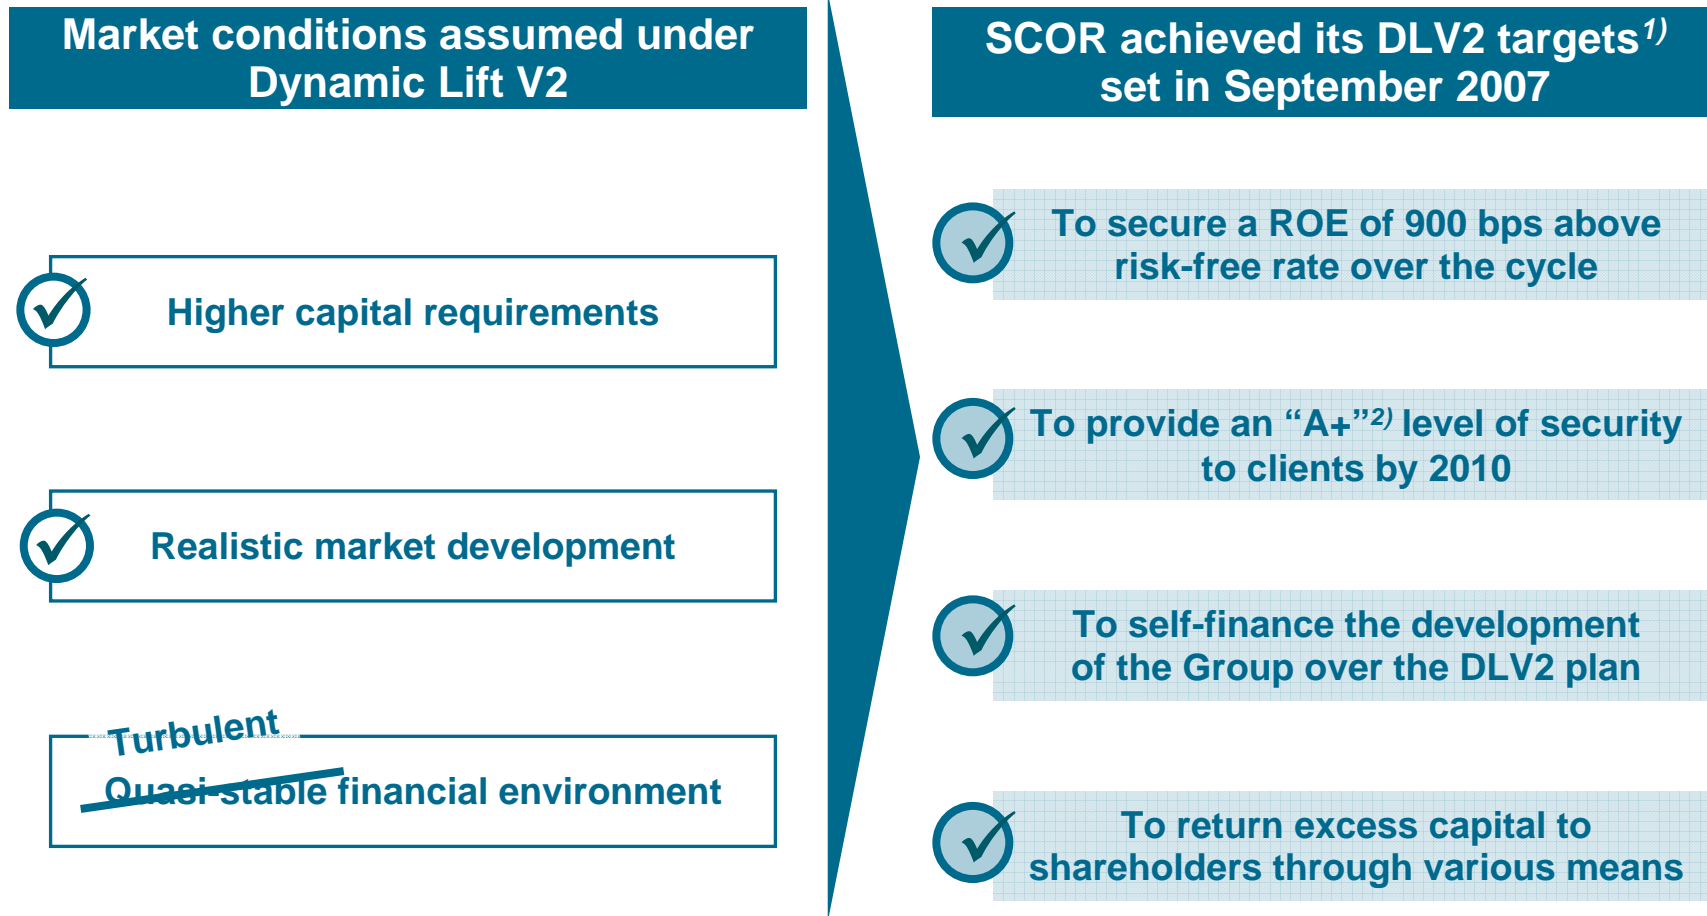 Market conditions assumed under
Dynamic Lift V2
Higher capital requirements
Realistic market development
Turbulent
Quasi-stable financial environment
SCOR achieved its DLV2 targets1)
set in September 2007
To secure a ROE of 900 bps above
risk-free rate over the cycle
To provide an “A+”2) level of security
to clients by 2010
To self-finance the development
of the Group over the DLV2 plan
To return excess capital to
shareholders through various means